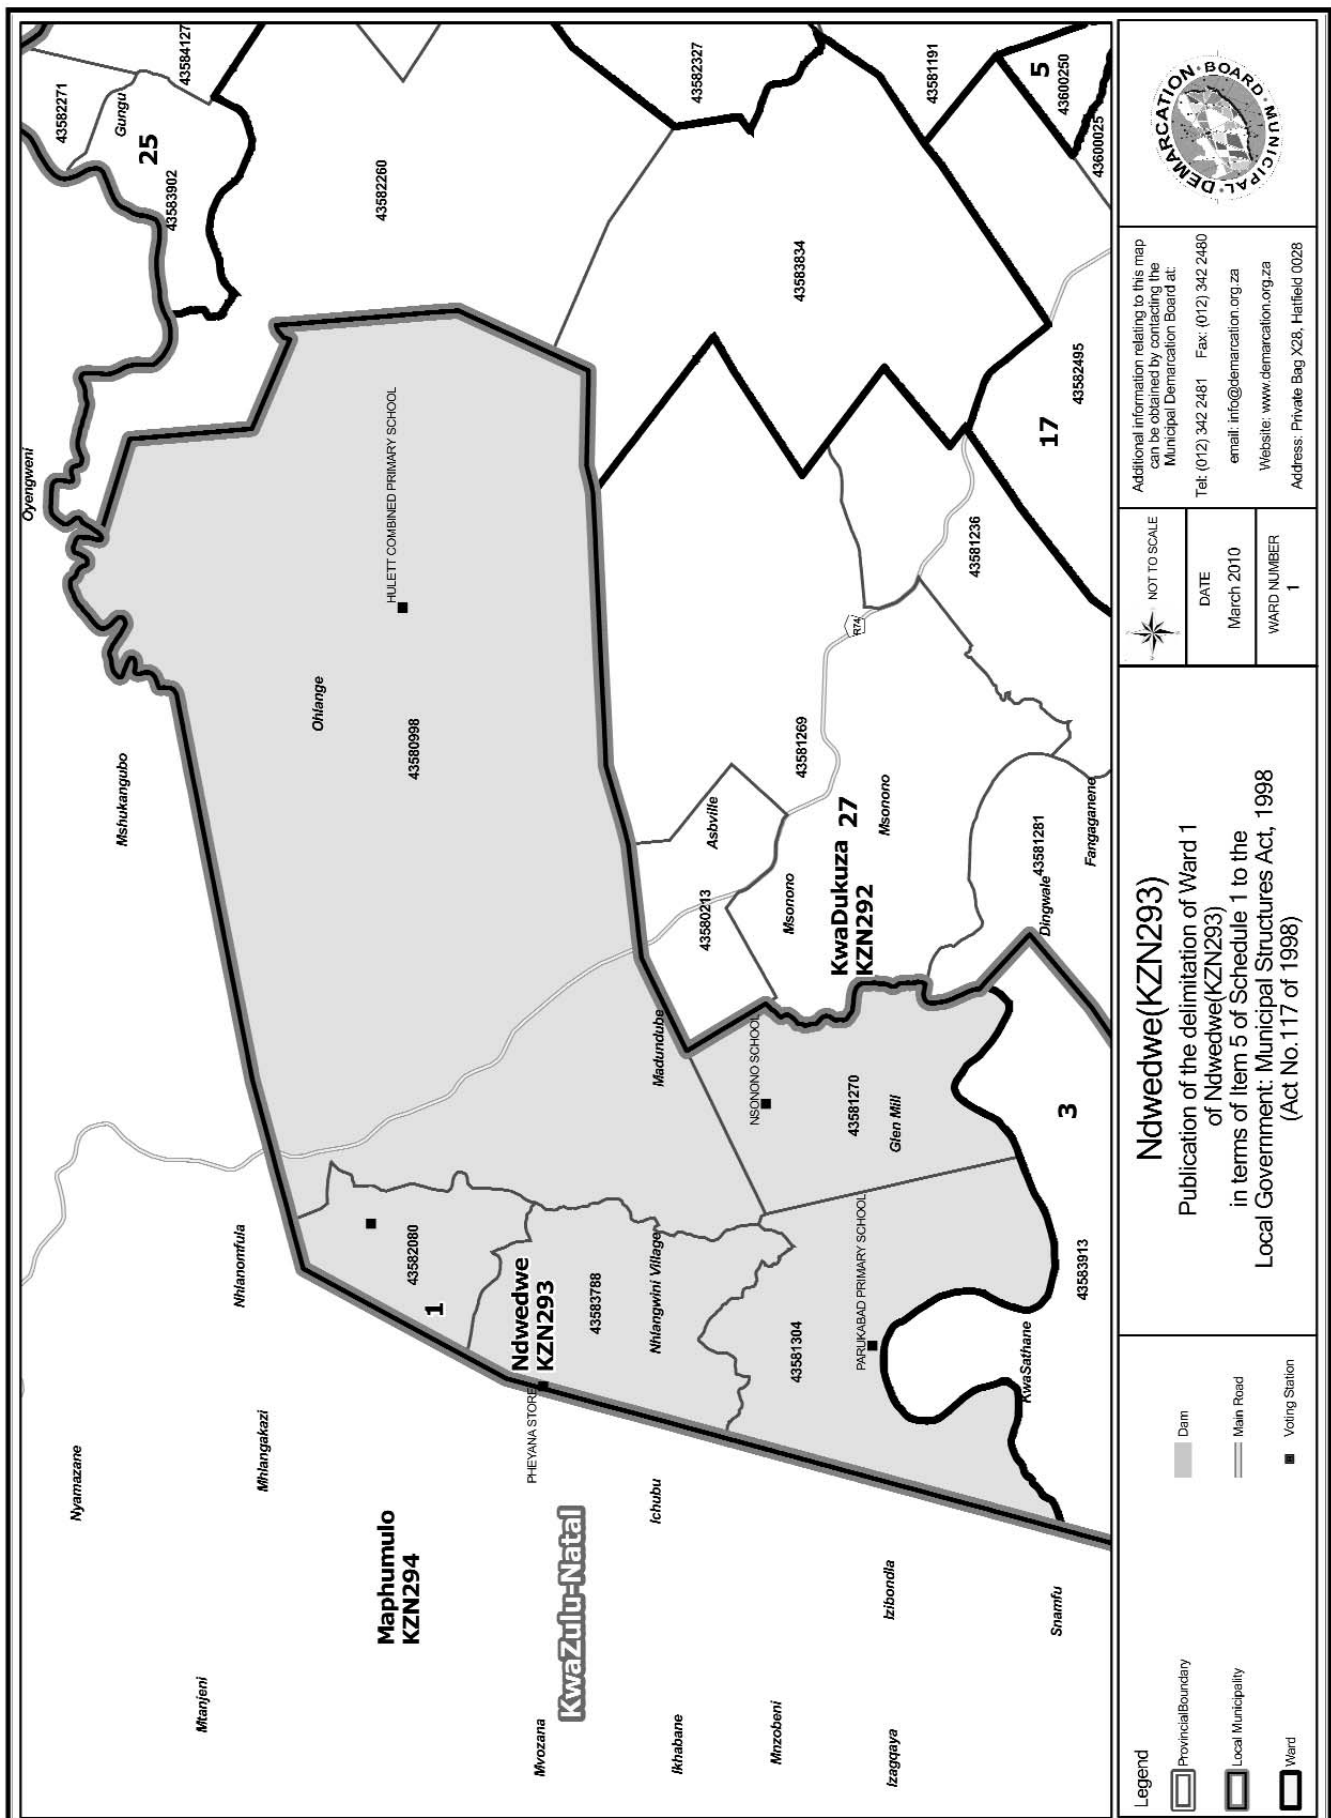 Oyengweni
43582271
Gungu
43584127
25
43583902
43582260
43582327
43581191
5
43600250
43600025
43583834
Mshukangubo
Ohlange
43580998
HULETT COMBINED PRIMARY SCHOOL
17
43582495
43581236
R74
43581269
Asbville
43580213
Msonono
KwaDukuza 27
KZN292
Msonono
Dingwale
43581281
Fangaganene
Madundube
NSONONO SCHOOL
43581270
Glen Mill
3
43583913
Nyamazane
Mhlangakazi
Nhlanomfula
43582080
1
Ndwedwe
KZN293
PHEYANA STORE
43583788
Nhlangwini Village
43581304
PARUKABAD PRIMARY SCHOOL
KwaSathane
Mtanjeni
Maphumulo
KZN294
KwaZulu-Natal
Mvozana
Ichubu
Ikhabane
Mnzobeni
Izibondla
Izagqaya
Snamfu
Legend
ProvincialBoundary
Local Municipality
Ward
Dam
Main Road
Voting Station
Ndwedwe(KZN293)
Publication of the delimitation of Ward 1
of Ndwedwe(KZN293)
in terms of Item 5 of Schedule 1 to the
Local Government: Municipal Structures Act, 1998
(Act No.117 of 1998)
NOT TO SCALE
DATE
March 2010
WARD NUMBER
1
Additional information relating to this map
can be obtained by contacting the
Municipal Demarcation Board at:
Tel: (012) 342 2481 Fax: (012) 342 2480
email: info@demarcation.org.za
Website: www.demarcation.org.za
Address: Private Bag X28, Hatfield 0028
MUNICIPAL DEMARCATION BOARD